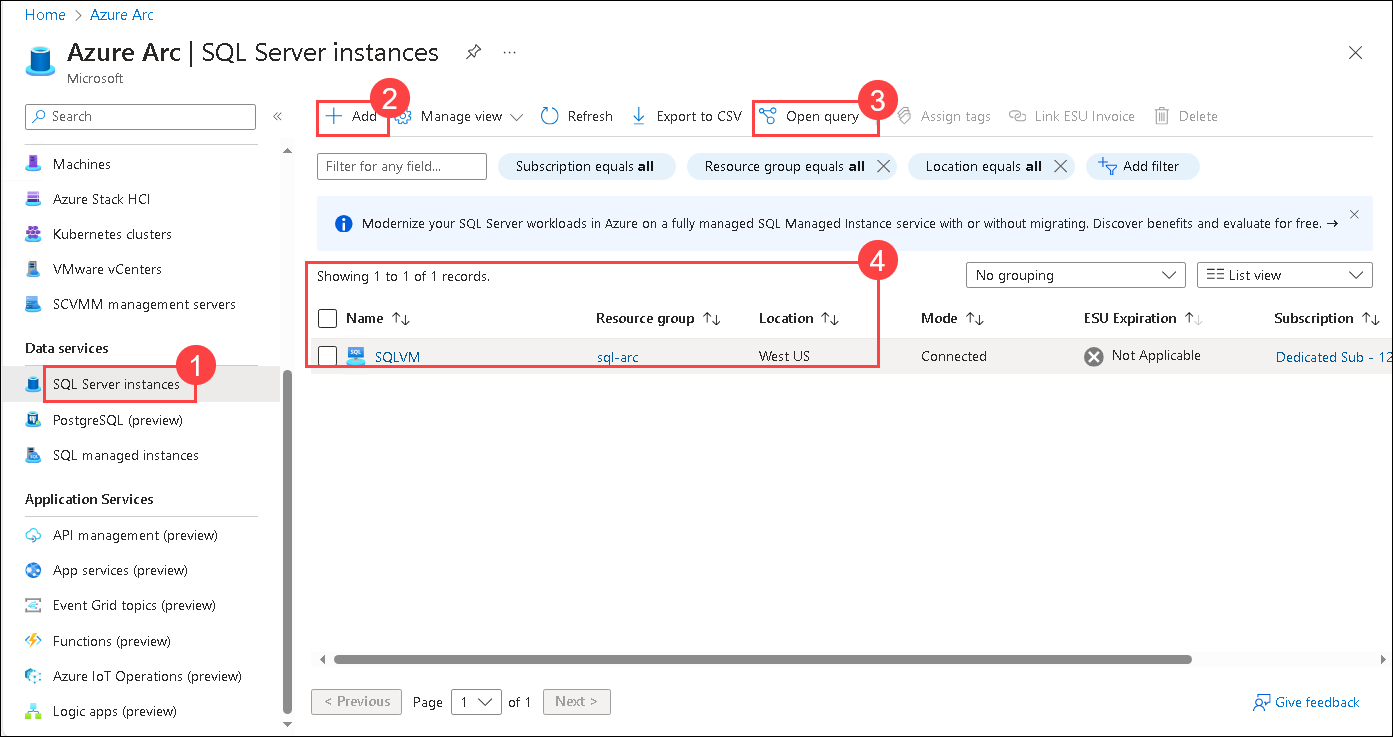 Home > Azure Arc
Azure Arc | SQL Server instances
...
Microsoft
Search
«
Machines
Azure Stack HCI
Kubernetes clusters
VMware vCenters
SCVMM management servers
Data services
1
SQL Server instances
PostgreSQL (preview)
SQL managed instances
Application Services
API management (preview)
App services (preview)
Event Grid topics (preview)
Functions (preview)
Azure IoT Operations (preview)
Logic apps (preview)
2
3
Add Manage view Refresh Export to CSV Open query Assign tags Link ESU Invoice Delete
Filter for any field... Subscription equals all Resource group equals all Location equals all Add filter
Modernize your SQL Server workloads in Azure on a fully managed SQL Managed Instance service with or without migrating. Discover benefits and evaluate for free. →
4
Showing 1 to 1 of 1 records. No grouping List view
Name ↑↓ Resource group ↑↓ Location ↑↓ Mode ↑↓ ESU Expiration ↑↓ Subscription ↑↓
SQLVM sql-arc West US Connected Not Applicable Dedicated Sub - 12
< Previous Page 1 of 1 Next > Give feedback